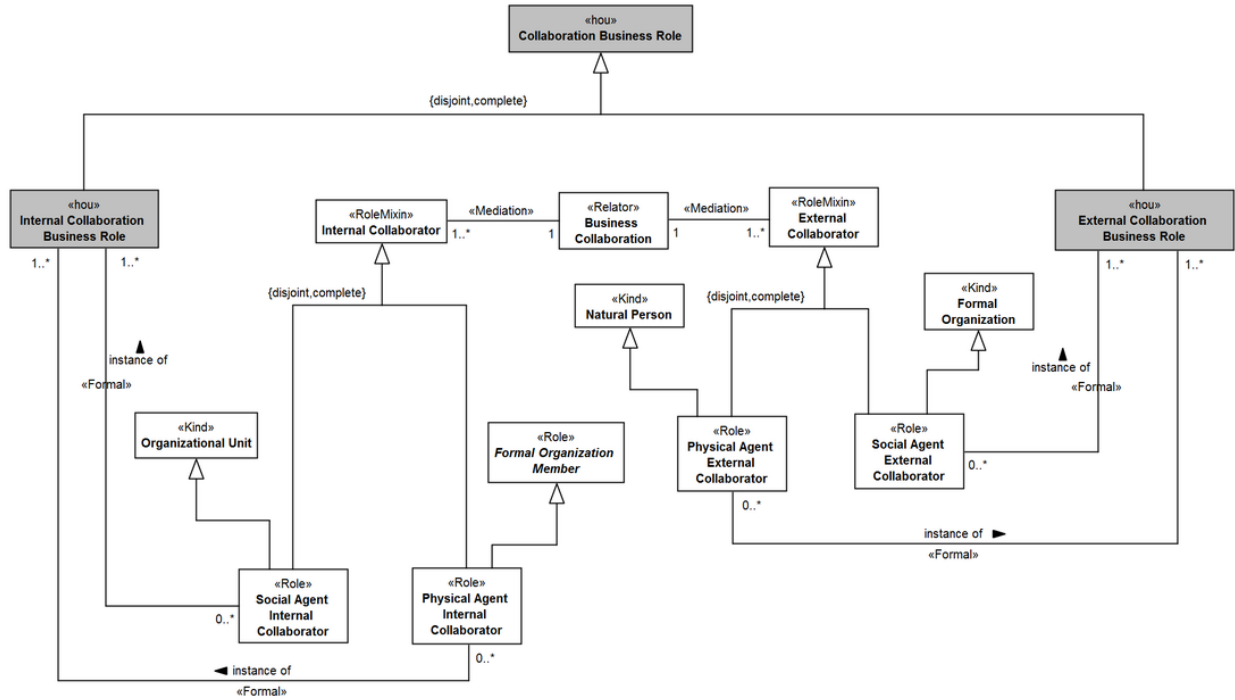 «hou»
Collaboration Business Role
{disjoint,complete}
«hou»
Internal Collaboration
Business Role
1..*
1..*
«RoleMixin»
Internal Collaborator
«Mediation»
1..*
1
«Relator»
Business
Collaboration
«Mediation»
1
1..*
«RoleMixin»
External
Collaborator
«hou»
External Collaboration
Business Role
1..*
1..*
{disjoint,complete}
{disjoint,complete}
«Kind»
Natural Person
«Kind»
Formal
Organization
instance of
«Formal»
instance of
«Formal»
«Kind»
Organizational Unit
«Role»
Formal Organization
Member
«Role»
Physical Agent
External
Collaborator
0..*
«Role»
Social Agent
External
Collaborator
0..*
instance of
«Formal»
«Role»
Social Agent
Internal
Collaborator
0..*
«Role»
Physical Agent
Internal
Collaborator
0..*
instance of
«Formal»